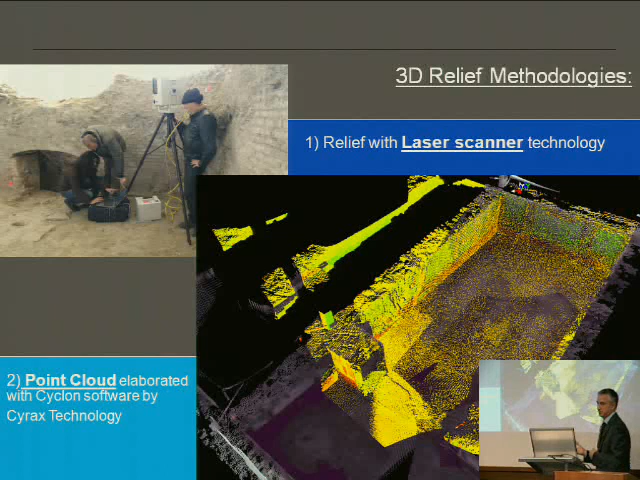 3D Relief Methodologies:
1) Relief with Laser scanner technology
2) Point Cloud elaborated
with Cyclon software by
Cyrax Technology